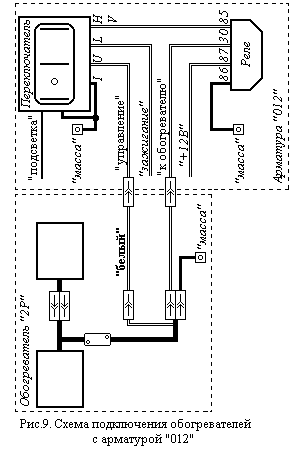 Переключатель
H
V
L
U
I
85
30
87
86
Реле
"подсветка"
"масса"
"управление"
"зажигание"
"к обогревателю"
"+12В"
"масса"
Арматура "012"
"белый"
"масса"
Обогреватель "2Р"
Рис.9. Схема подключения обогревателей
с арматурой "012"